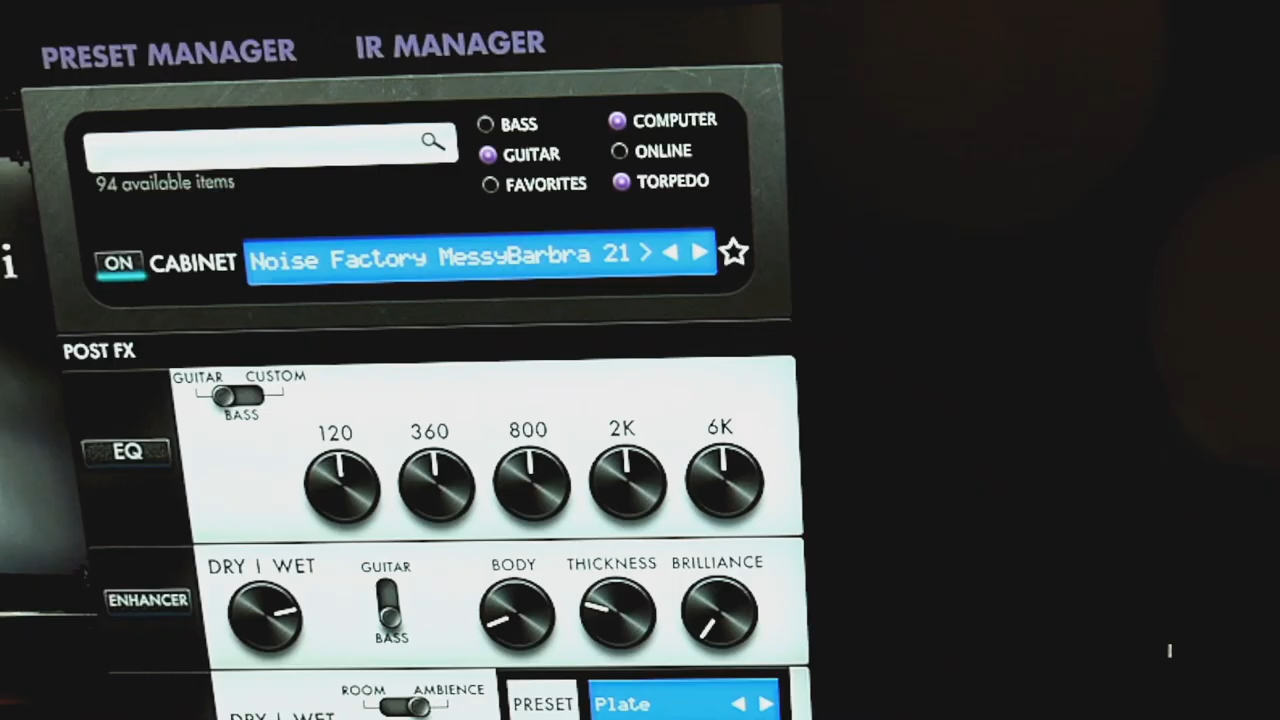 PRESET MANAGER IR MANAGER
BASS COMPUTER
GUITAR ONLINE
94 available items FAVORITES TORPEDO
i
ON CABINET Noise Factory MessyBarbra 21 >
POST FX
GUITAR CUSTOM
BASS
120 360 800 2K 6K
EQ
DRY | WET GUITAR BODY THICKNESS BRILLIANCE
ENHANCER
BASS
ROOM AMBIENCE
DRY | WET PRESET Plate